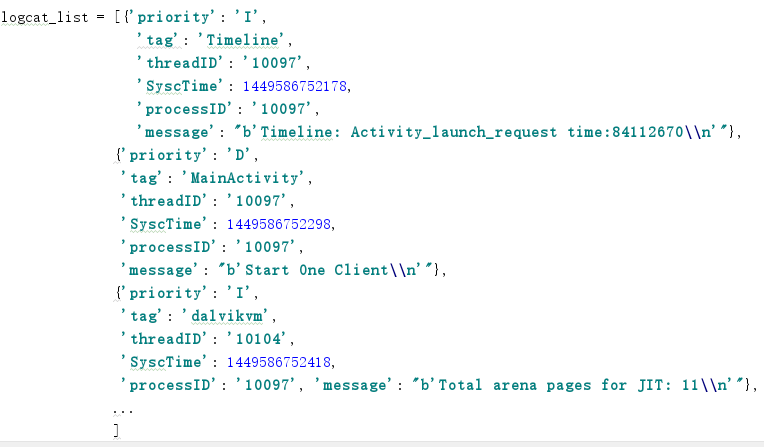 logcat_list = [{'priority': 'I',
'tag': 'Timeline',
'threadID': '10097',
'SyscTime': 1449586752178,
'processID': '10097',
'message': "b'Timeline: Activity_launch_request time:84112670\\n'"},
{'priority': 'D',
'tag': 'MainActivity',
'threadID': '10097',
'SyscTime': 1449586752298,
'processID': '10097',
'message': "b'Start One Client\\n'"},
{'priority': 'I',
'tag': 'dalvikvm',
'threadID': '10104',
'SyscTime': 1449586752418,
'processID': '10097', 'message': "b'Total arena pages for JIT: 11\\n'"},
...
]